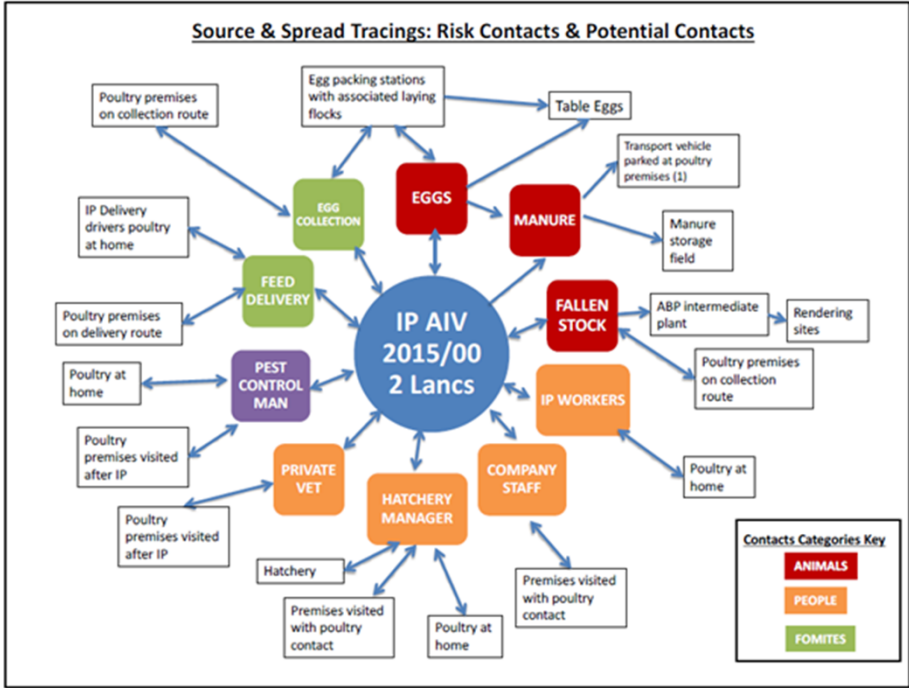 Source & Spread Tracings: Risk Contacts & Potential Contacts
Poultry premises
on collection route
Egg packing stations
with associated laying
flocks
Table Eggs
Transport vehicle
parked at poultry
premises (1)
EGG
COLLECTION
EGGS
MANURE
IP Delivery
drivers poultry
at home
Manure
storage
field
FEED
DELIVERY
IP AIV
2015/00
2 Lancs
FALLEN
STOCK
ABP intermediate
plant
Rendering
sites
Poultry premises
on delivery route
Poultry premises
on collection route
Poultry at
home
PEST
CONTROL
MAN
IP WORKERS
Poultry
premises visited
after IP
PRIVATE
VET
HATCHERY
MANAGER
COMPANY
STAFF
Poultry at
home
Poultry
premises visited
after IP
Hatchery
Premises visited
with poultry
contact
Poultry at
home
Premises visited
with poultry
contact
Contacts Categories Key
ANIMALS
PEOPLE
FOMITES